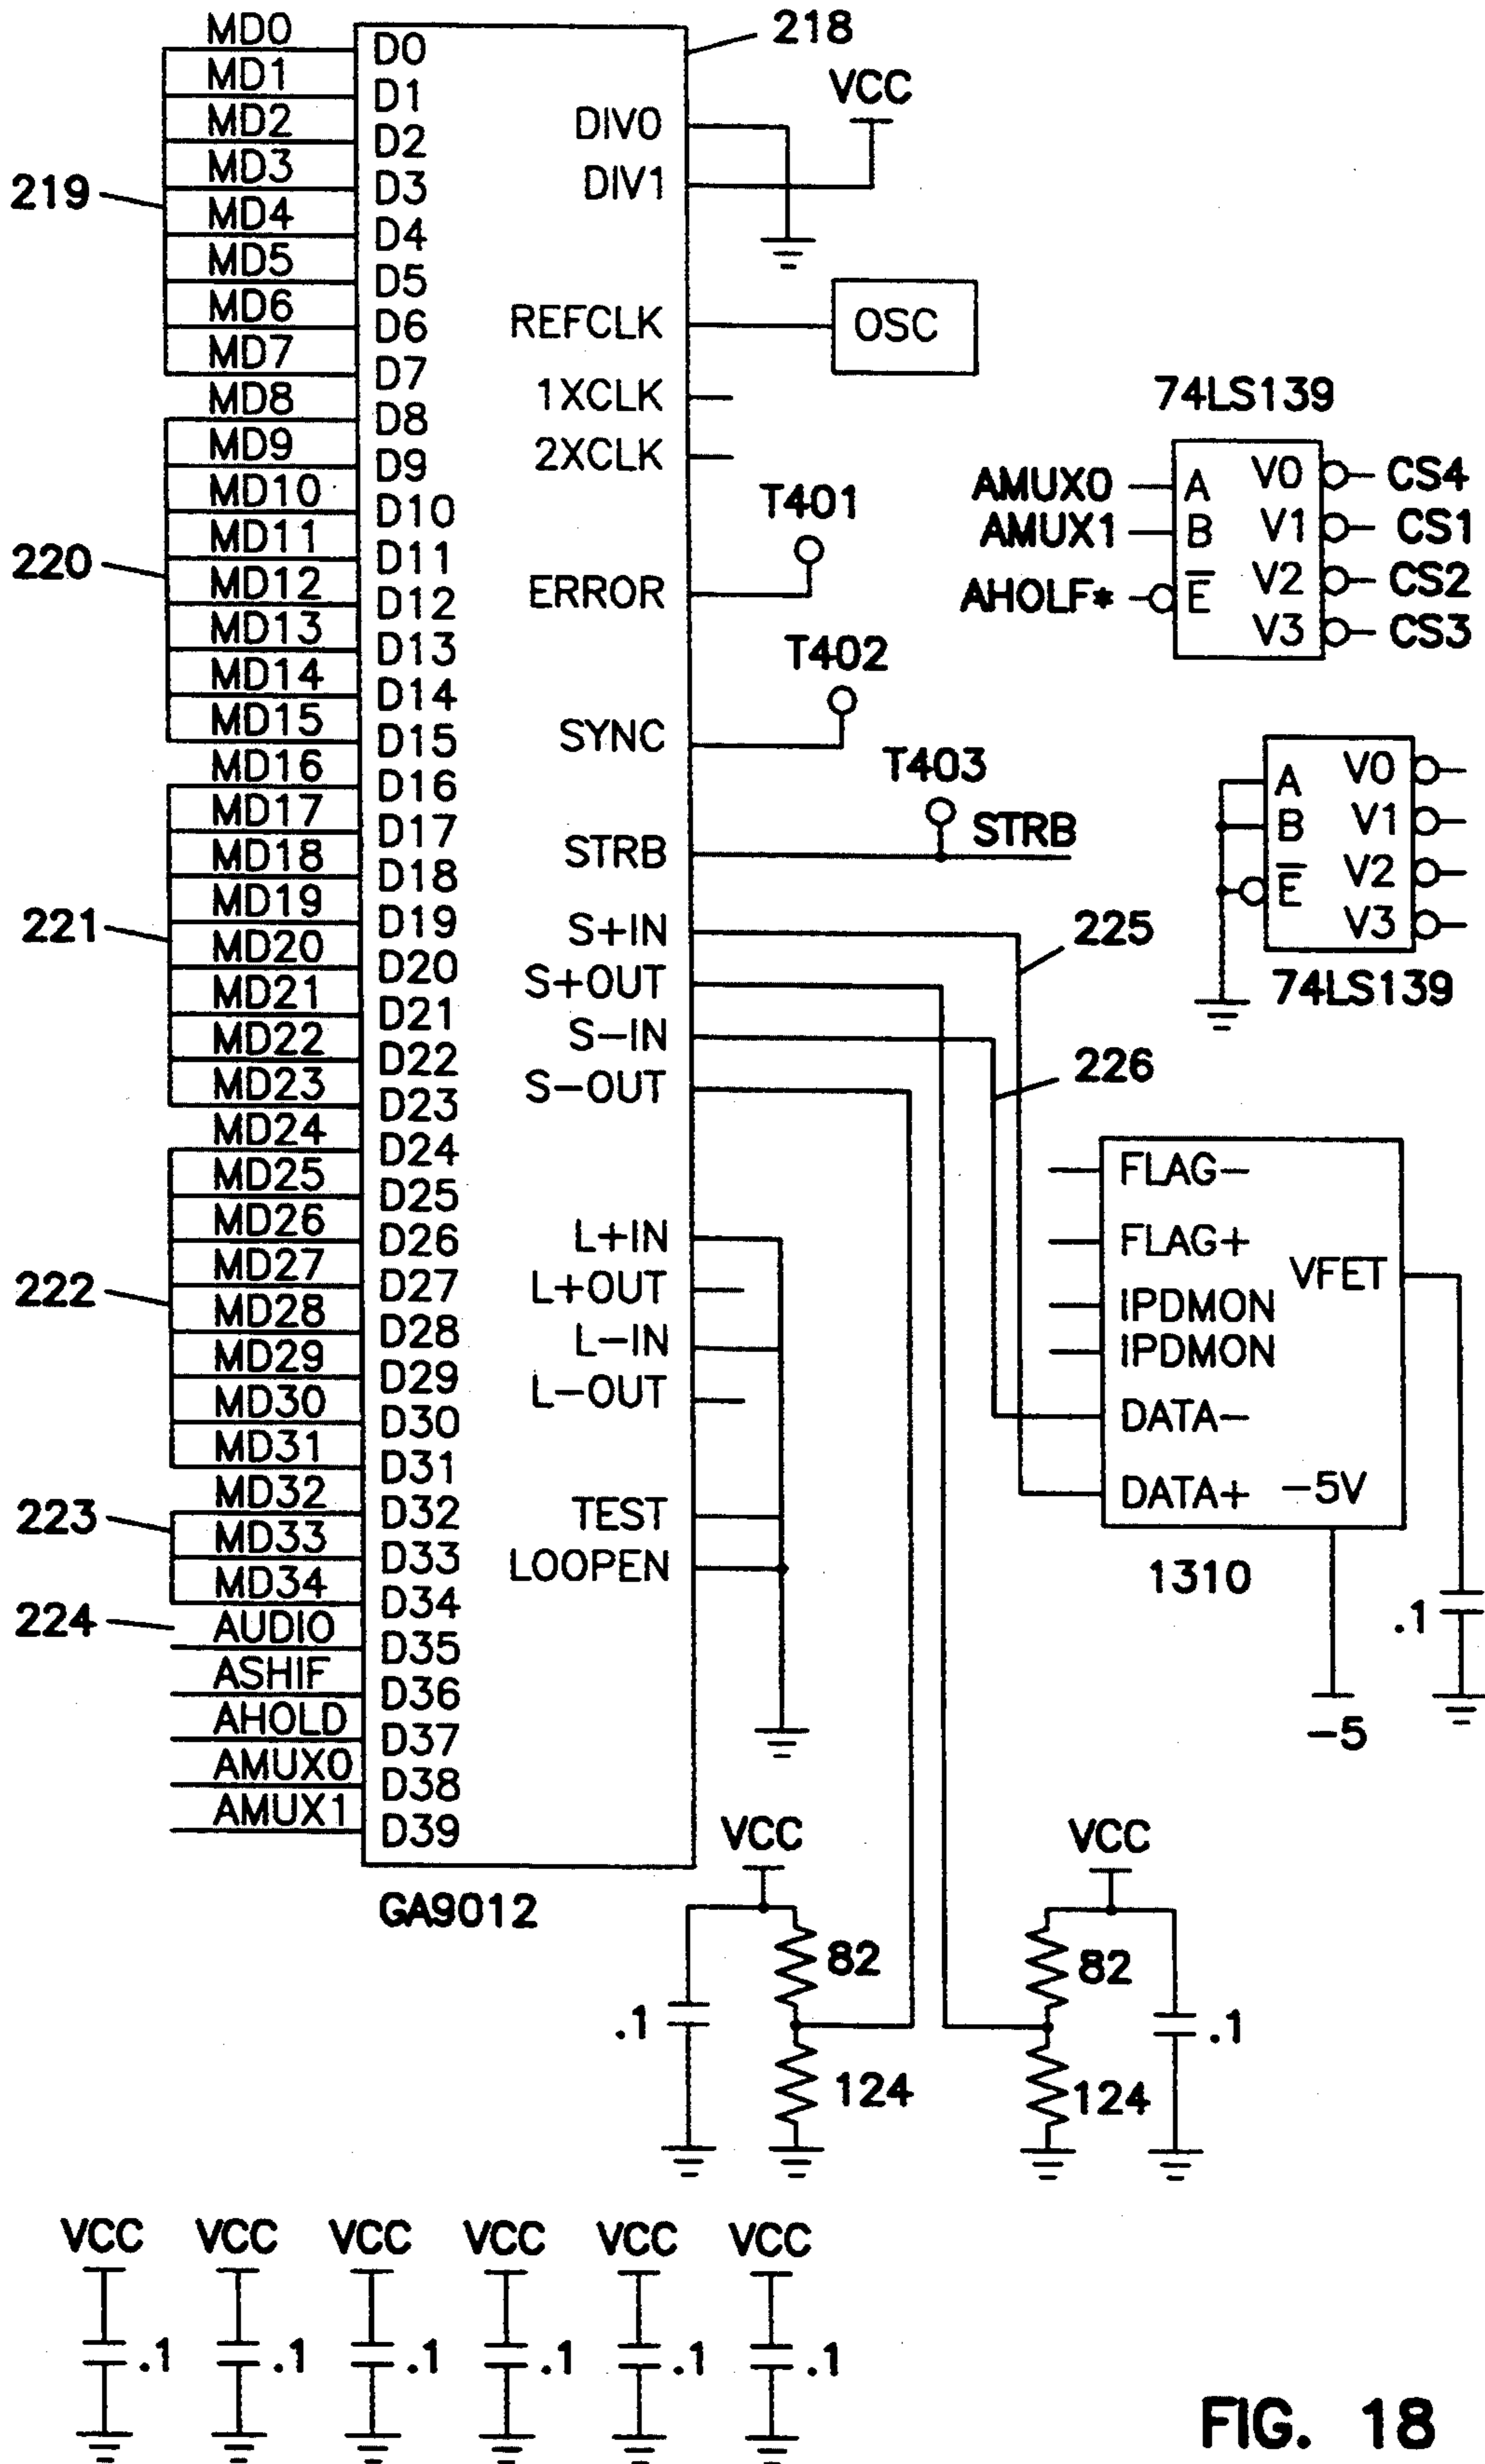 MD0
MD1
MD2
MD3
MD4
MD5
MD6
MD7
MD8
MD9
MD10
MD11
MD12
MD13
MD14
MD15
MD16
MD17
MD18
MD19
MD20
MD21
MD22
MD23
MD24
MD25
MD26
MD27
MD28
MD29
MD30
MD31
MD32
MD33
MD34
AUDIO
ASHIF
AHOLD
AMUX0
AMUX1
219
220
221
222
223
224
D0
D1
D2
D3
D4
D5
D6
D7
D8
D9
D10
D11
D12
D13
D14
D15
D16
D17
D18
D19
D20
D21
D22
D23
D24
D25
D26
D27
D28
D29
D30
D31
D32
D33
D34
D35
D36
D37
D38
D39
DIV0
DIV1
REFCLK
1XCLK
2XCLK
ERROR
SYNC
STRB
S+IN
S+OUT
S-IN
S-OUT
L+IN
L+OUT
L-IN
L-OUT
TEST
LOOPEN
GA9012
218
VCC
OSC
T401
T402
T403
STRB
225
226
74LS139
AMUX0
AMUX1
AHOLF*
A
B
E
V0
V1
V2
V3
CS4
CS1
CS2
CS3
A
B
E
V0
V1
V2
V3
74LS139
FLAG-
FLAG+
IPDMON
IPDMON
DATA-
DATA+
VFET
-5V
1310
.1
-5
VCC
82
.1
124
VCC
82
.1
124
VCC
VCC
VCC
VCC
VCC
VCC
.1
.1
.1
.1
.1
.1
FIG. 18